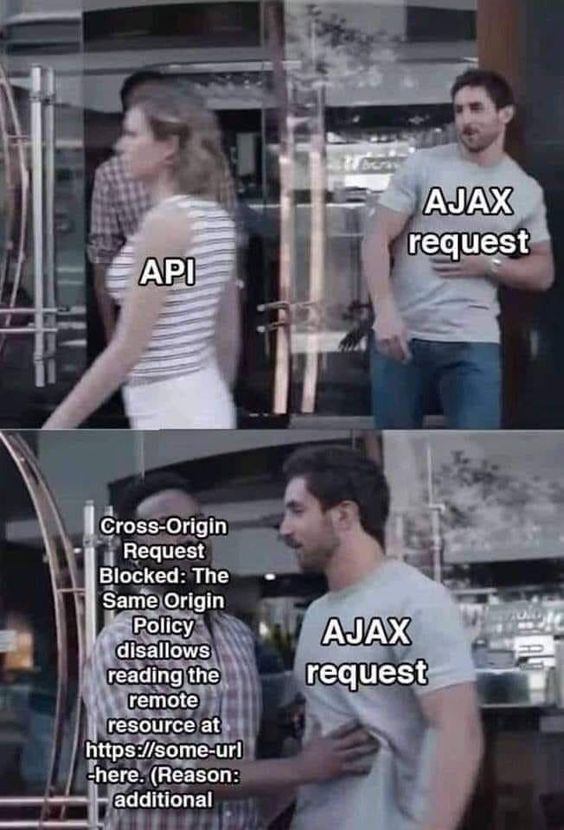 API
AJAX
request
Cross-Origin
Request
Blocked: The
Same Origin
Policy
disallows
reading the
remote
resource at
https://some-url
-here. (Reason:
additional
AJAX
request